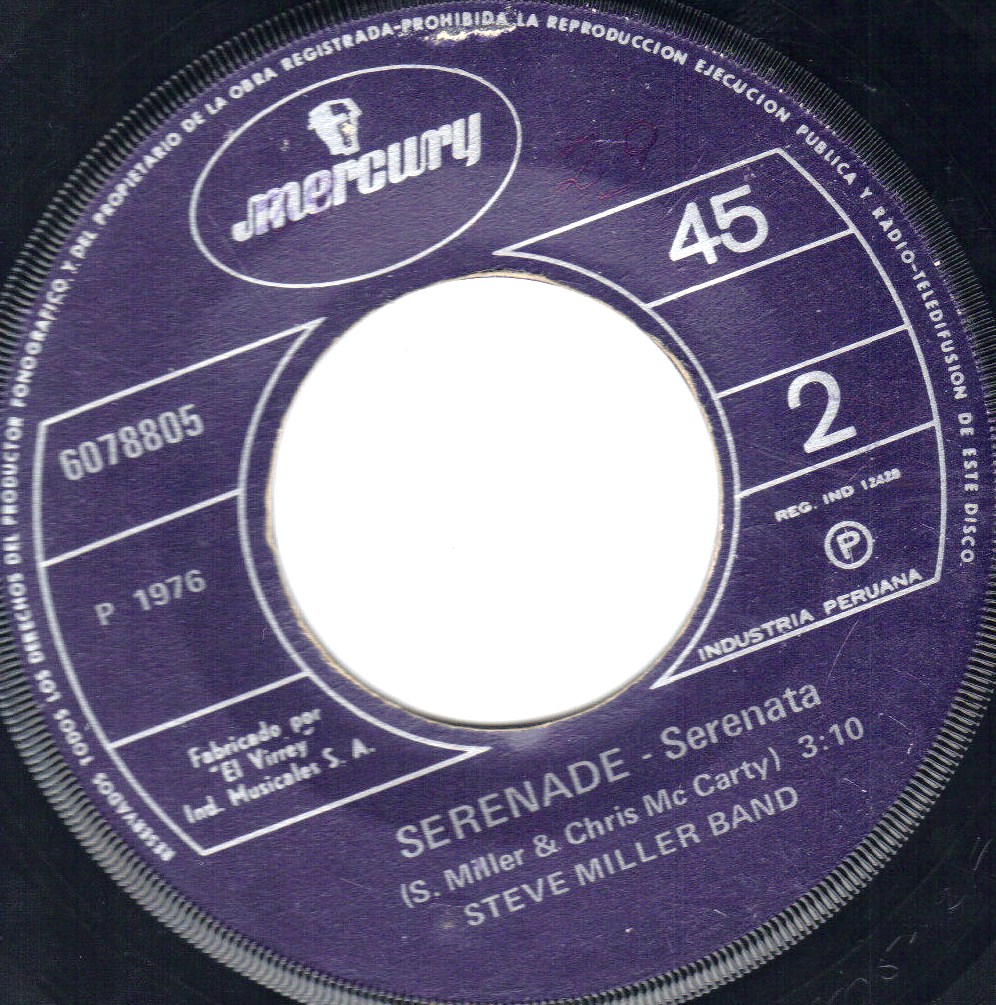 RESERVADOS TODOS LOS DERECHOS DEL PRODUCTOR FONOGRAFICO Y DEL PROPIETARIO DE LA OBRA REGISTRADA-PROHIBIDA LA REPRODUCCION EJECUCION PUBLICA Y RADIO-TELEDIFUSION DE ESTE DISCO
mercury
45
2
6078805
REG. IND 12428
P
P 1976
INDUSTRIA PERUANA
Fabricado por
"El Virrey"
Ind. Musicales S. A.
SERENADE - Serenata
(S. Miller & Chris Mc Carty) 3:10
STEVE MILLER BAND